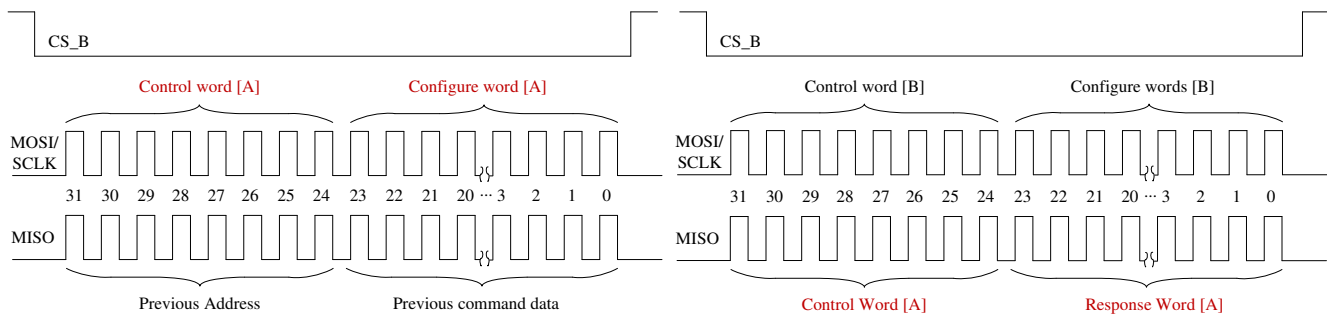 CS_B
Control word [A] Configure word [A]
MOSI/
SCLK
31 30 29 28 27 26 25 24 23 22 21 20 ... 3 2 1 0
MISO
Previous Address Previous command data
CS_B
Control word [B] Configure words [B]
MOSI/
SCLK
31 30 29 28 27 26 25 24 23 22 21 20 ... 3 2 1 0
MISO
Control Word [A] Response Word [A]